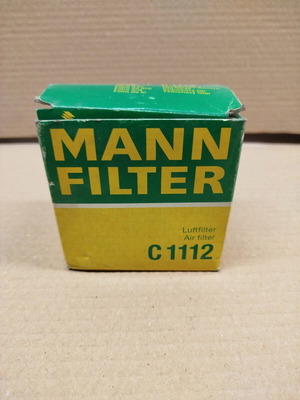 MANN
FILTER
Luftfilter
Air filter
C 1112